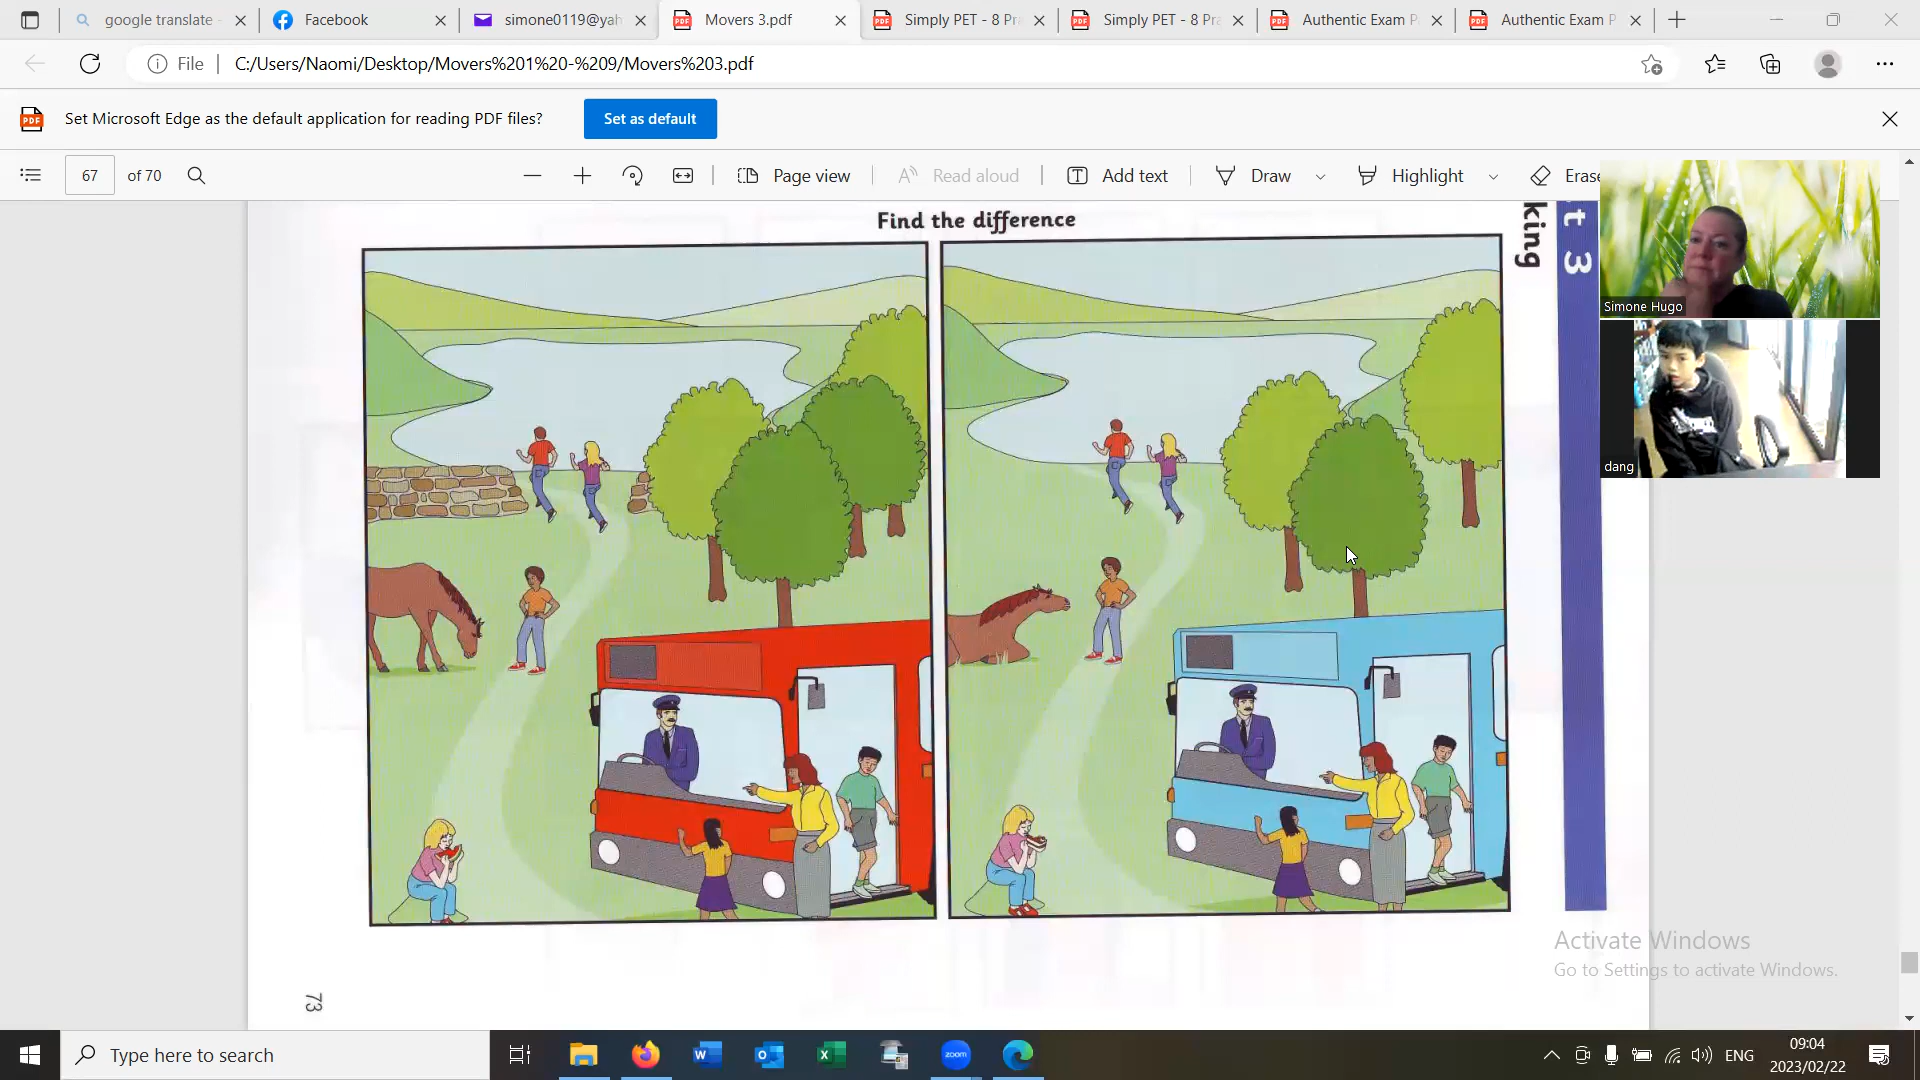 google translate -
Facebook
simone0119@yah
Movers 3.pdf
Simply PET - 8 Pra
Simply PET - 8 Pra
Authentic Exam P
Authentic Exam P
File
C:/Users/Naomi/Desktop/Movers%201%20-%209/Movers%203.pdf
PDF
Set Microsoft Edge as the default application for reading PDF files?
Set as default
67
of 70
Page view
Read aloud
Add text
Draw
Highlight
Erase
Find the difference
t 3
king
Simone Hugo
dang
73
Activate Windows
Go to Settings to activate Windows.
Type here to search
zoom
ENG
09:04
2023/02/22